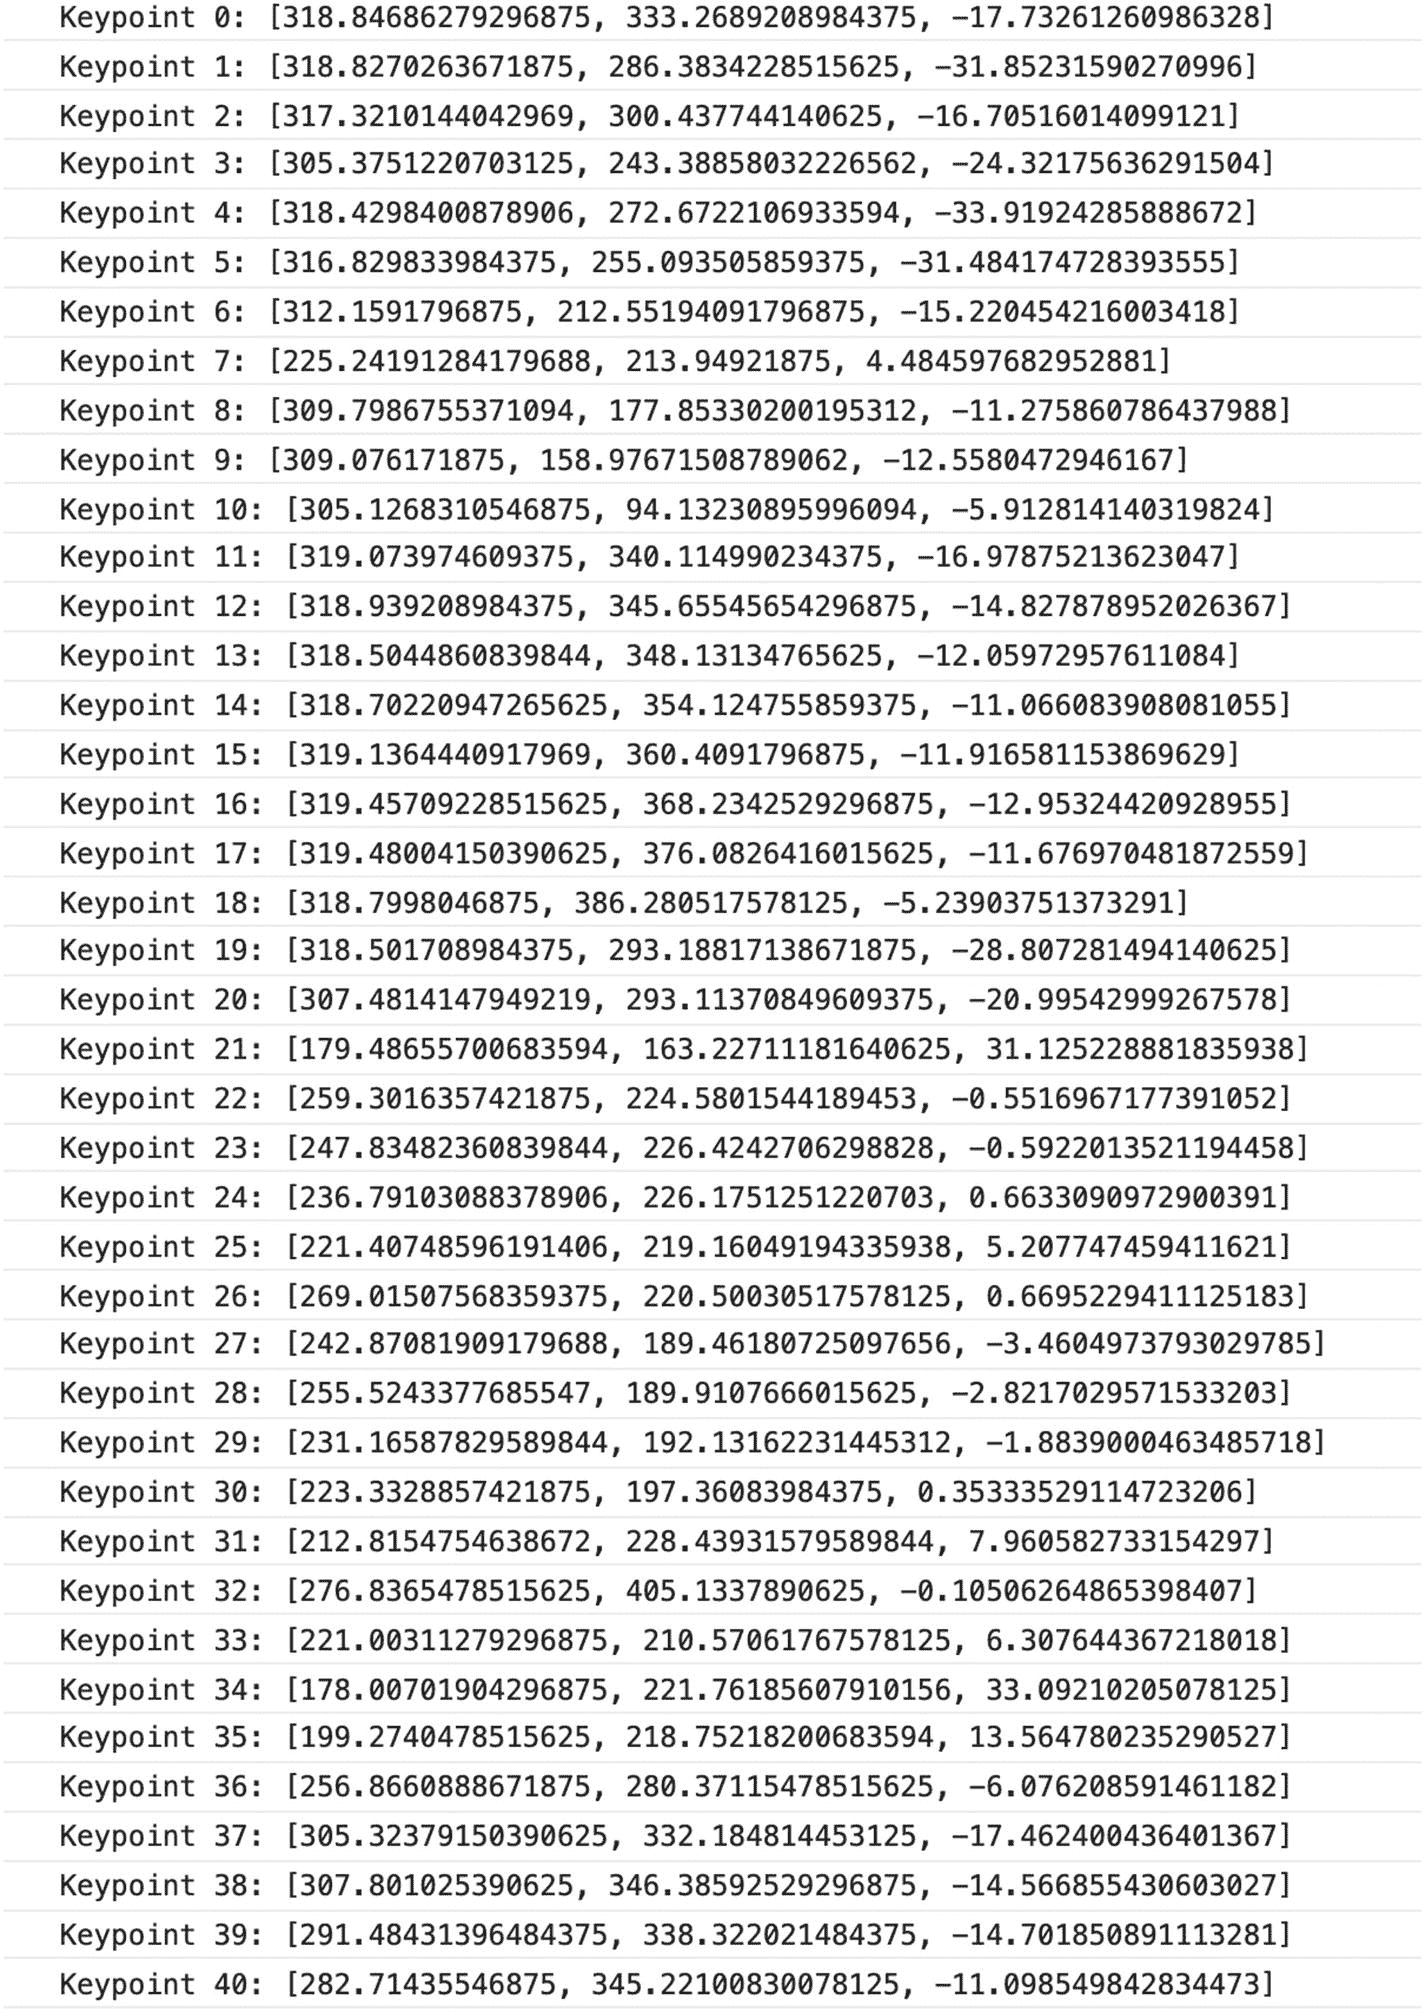 Keypoint 0: [318.84686279296875, 333.2689208984375, −17.73261260986328]
Keypoint 1: [318.8270263671875, 286.3834228515625, −31.85231590270996]
Keypoint 2: [317.3210144042969, 300.437744140625, −16.70516014099121]
Keypoint 3: [305.3751220703125, 243.38858032226562, −24.32175636291504]
Keypoint 4: [318.4298400878906, 272.6722106933594, −33.91924285888672]
Keypoint 5: [316.829833984375, 255.093505859375, −31.484174728393555]
Keypoint 6: [312.1591796875, 212.55194091796875, −15.220454216003418]
Keypoint 7: [225.24191284179688, 213.94921875, 4.484597682952881]
Keypoint 8: [309.7986755371094, 177.85330200195312, −11.275860786437988]
Keypoint 9: [309.076171875, 158.97671508789062, −12.5580472946167]
Keypoint 10: [305.1268310546875, 94.13230895996094, −5.912814140319824]
Keypoint 11: [319.073974609375, 340.114990234375, −16.97875213623047]
Keypoint 12: [318.939208984375, 345.65545654296875, −14.827878952026367]
Keypoint 13: [318.5044860839844, 348.13134765625, −12.05972957611084]
Keypoint 14: [318.70220947265625, 354.124755859375, −11.066083908081055]
Keypoint 15: [319.1364440917969, 360.4091796875, −11.916581153869629]
Keypoint 16: [319.45709228515625, 368.2342529296875, −12.95324420928955]
Keypoint 17: [319.48004150390625, 376.0826416015625, −11.676970481872559]
Keypoint 18: [318.7998046875, 386.280517578125, −5.23903751373291]
Keypoint 19: [318.501708984375, 293.18817138671875, −28.807281494140625]
Keypoint 20: [307.4814147949219, 293.11370849609375, −20.99542999267578]
Keypoint 21: [179.48655700683594, 163.22711181640625, 31.125228881835938]
Keypoint 22: [259.3016357421875, 224.5801544189453, −0.5516967177391052]
Keypoint 23: [247.83482360839844, 226.4242706298828, −0.5922013521194458]
Keypoint 24: [236.79103088378906, 226.1751251220703, 0.6633090972900391]
Keypoint 25: [221.40748596191406, 219.16049194335938, 5.207747459411621]
Keypoint 26: [269.01507568359375, 220.50030517578125, 0.6695229411125183]
Keypoint 27: [242.87081909179688, 189.46180725097656, −3.4604973793029785]
Keypoint 28: [255.5243377685547, 189.9107666015625, −2.8217029571533203]
Keypoint 29: [231.16587829589844, 192.13162231445312, −1.8839000463485718]
Keypoint 30: [223.3328857421875, 197.36083984375, 0.35333529114723206]
Keypoint 31: [212.8154754638672, 228.43931579589844, 7.960582733154297]
Keypoint 32: [276.8365478515625, 405.1337890625, −0.10506264865398407]
Keypoint 33: [221.00311279296875, 210.57061767578125, 6.307644367218018]
Keypoint 34: [178.00701904296875, 221.76185607910156, 33.09210205078125]
Keypoint 35: [199.2740478515625, 218.75218200683594, 13.564780235290527]
Keypoint 36: [256.8660888671875, 280.37115478515625, −6.076208591461182]
Keypoint 37: [305.32379150390625, 332.184814453125, −17.462400436401367]
Keypoint 38: [307.801025390625, 346.38592529296875, −14.566855430603027]
Keypoint 39: [291.48431396484375, 338.322021484375, −14.701850891113281]
Keypoint 40: [282.71435546875, 345.22100830078125, −11.098549842834473]